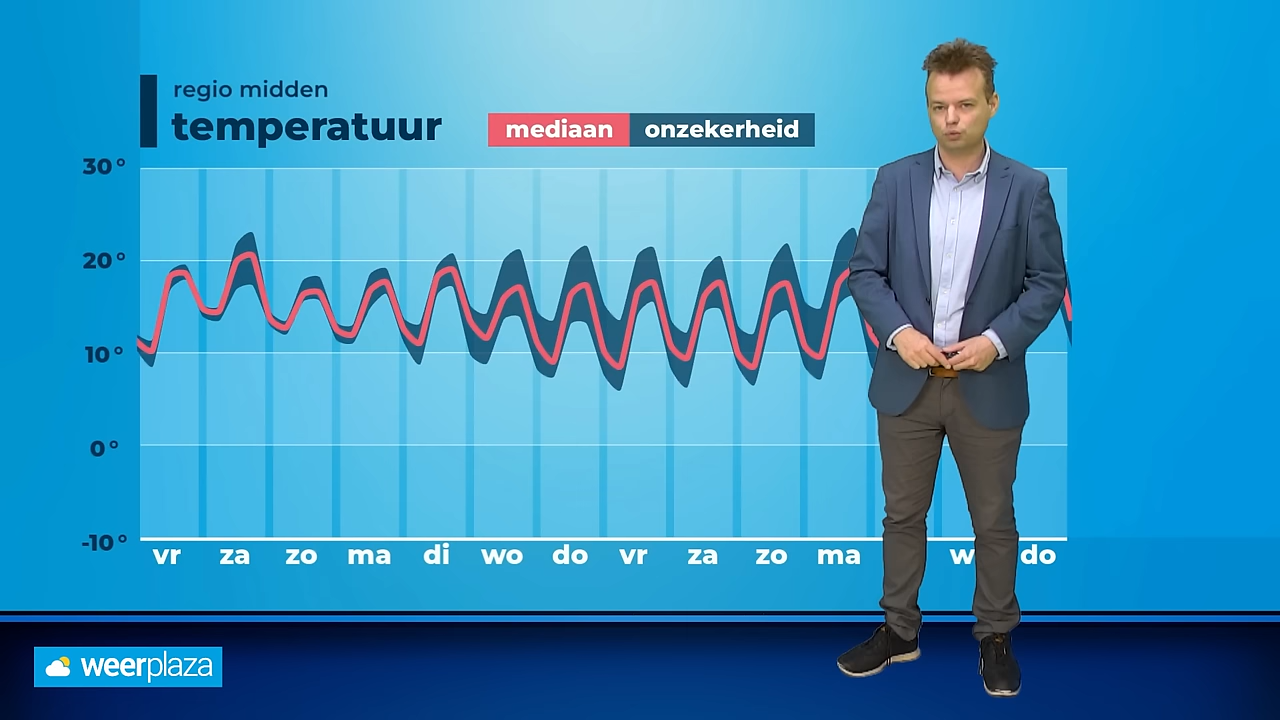 regio midden
temperatuur
mediaan onzekerheid
30°
20°
10°
0°
-10°
vr za zo ma di wo do vr za zo ma w do
weerplaza